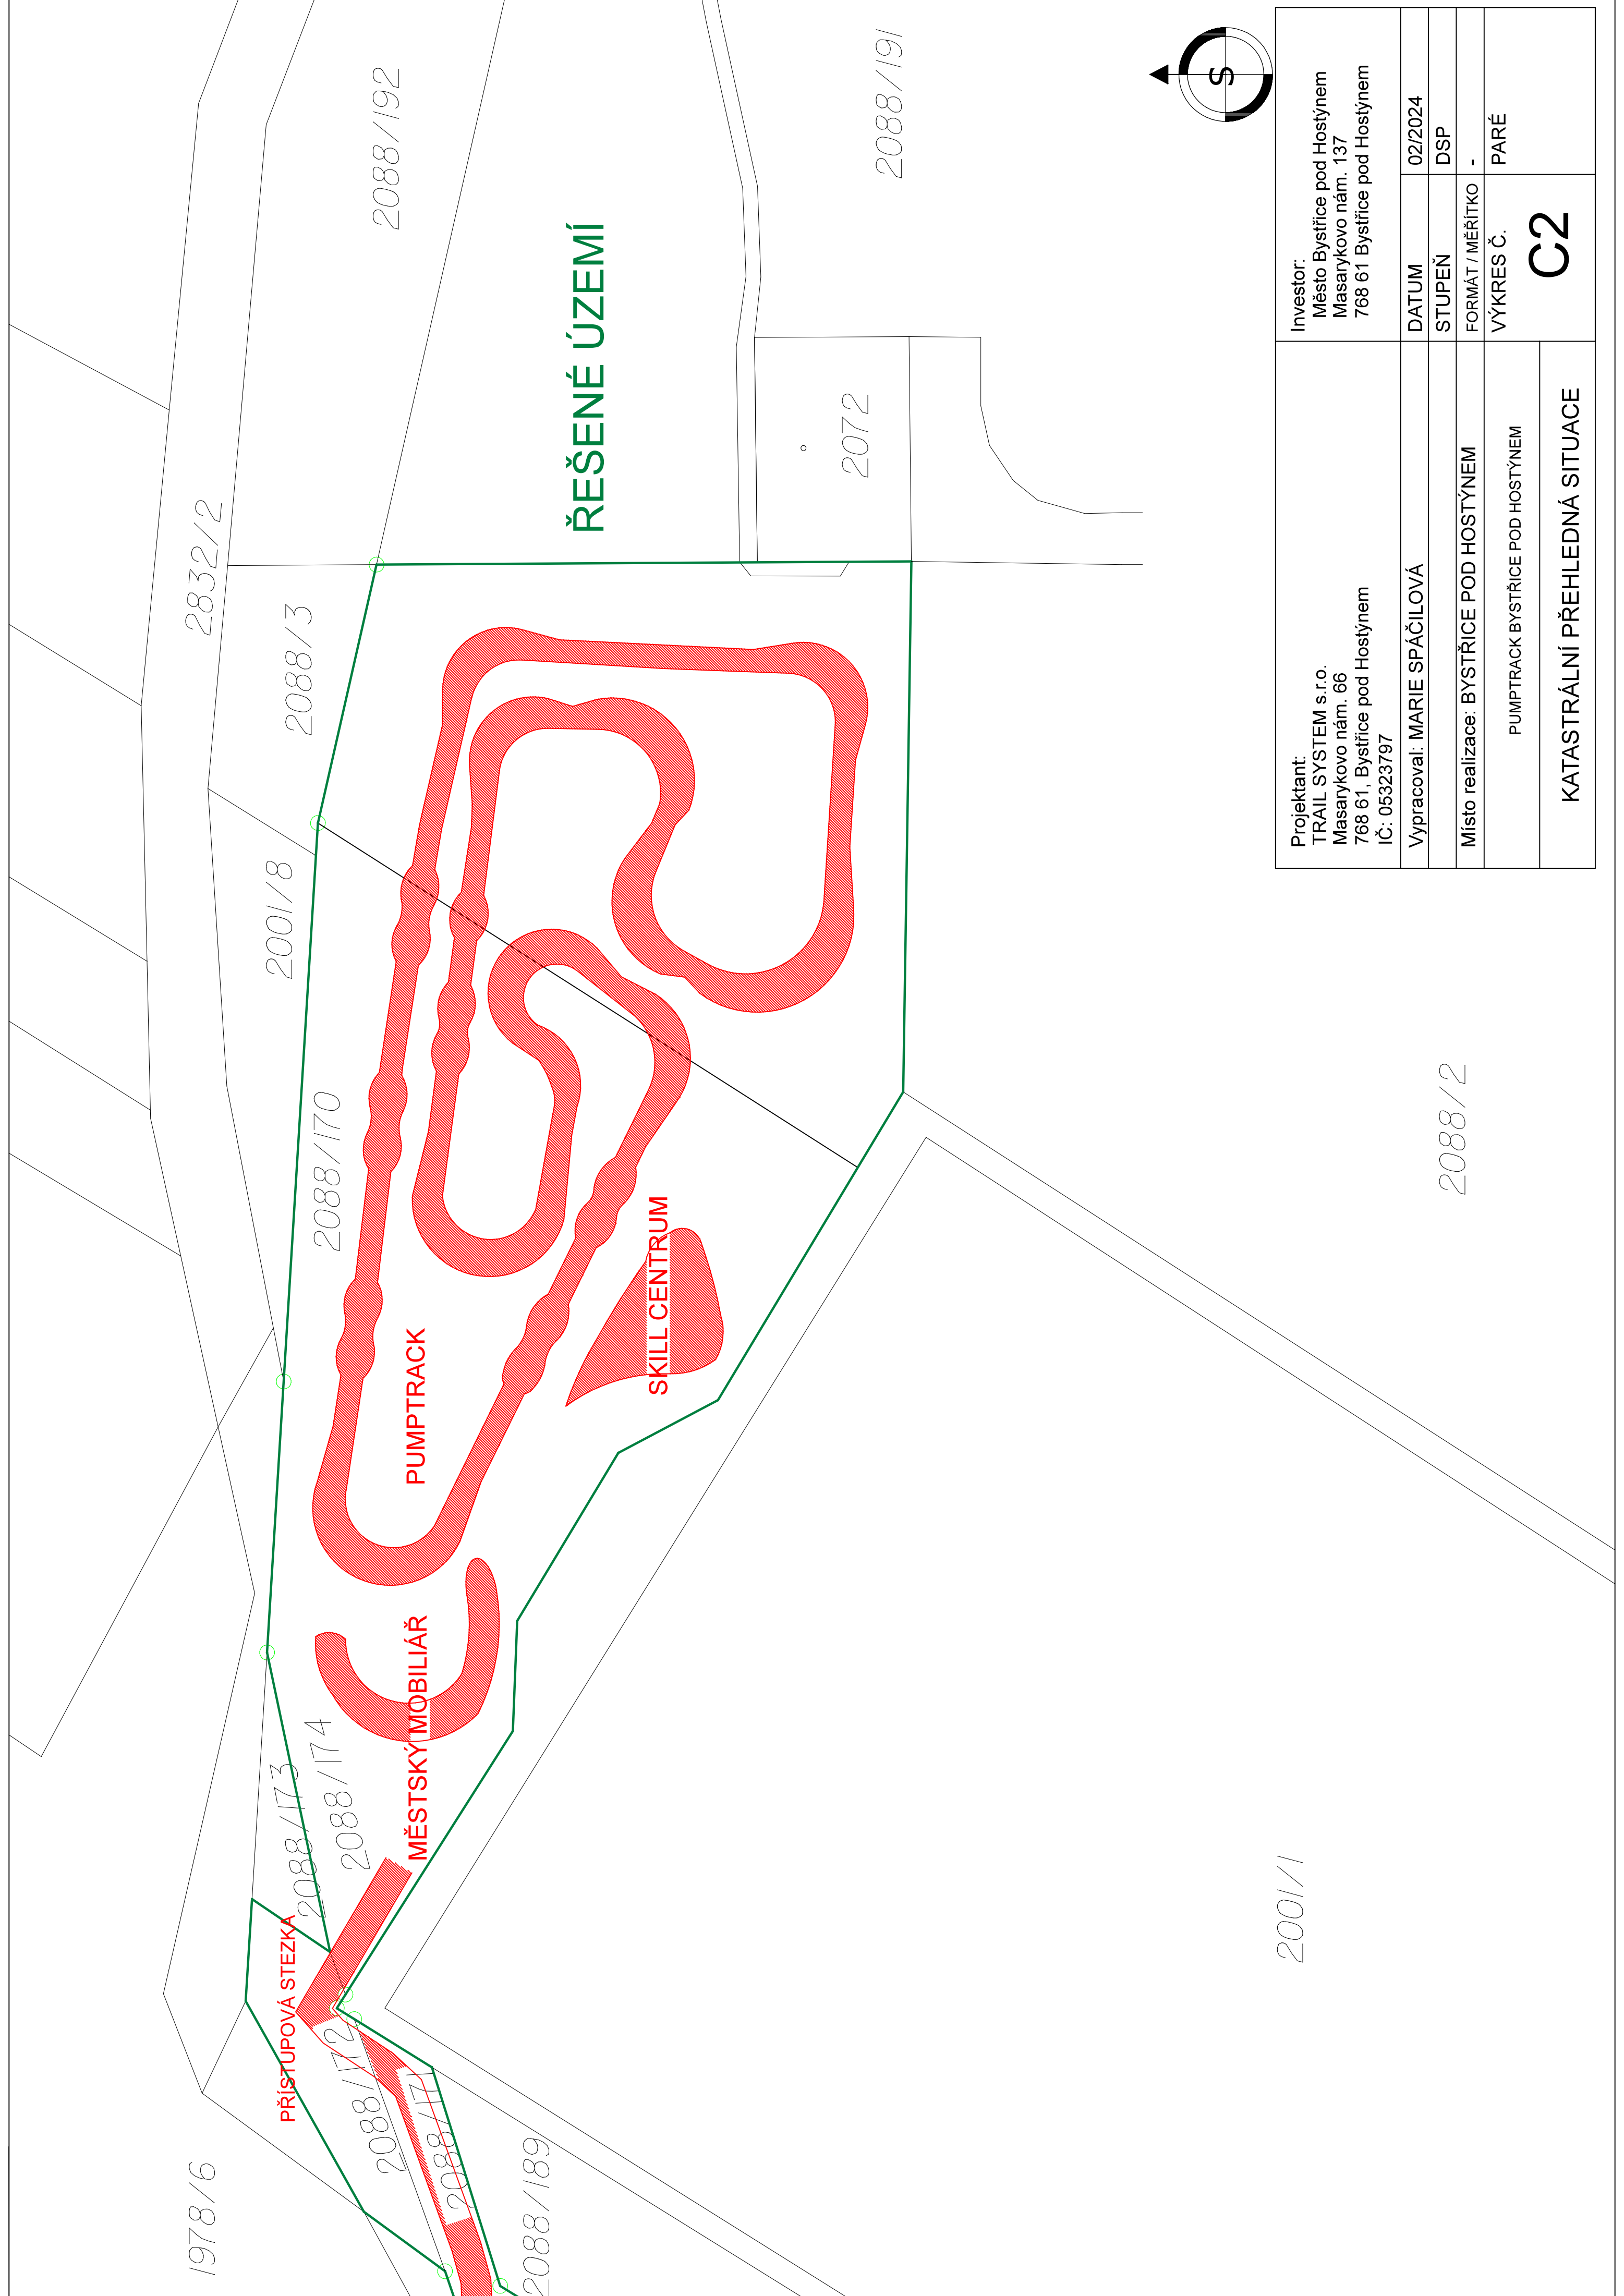 1978/6
2832/2
2088/192
2088/3
2001/8
2088/170
2088/173
2088/174
PŘÍSTUPOVÁ STEZKA
2088/172
2088/171
2088/189
MĚSTSKÝ MOBILIÁŘ
PUMPTRACK
SKILL CENTRUM
ŘEŠENÉ ÚZEMÍ
2072
2088/191
2001/1
2088/2
S
Projektant:
TRAIL SYSTEM s.r.o.
Masarykovo nám. 66
768 61, Bystřice pod Hostýnem
IČ: 05323797
Investor:
Město Bystřice pod Hostýnem
Masarykovo nám. 137
768 61 Bystřice pod Hostýnem
Vypracoval: MARIE SPÁČILOVÁ
DATUM 02/2024
STUPEŇ DSP
Místo realizace: BYSTŘICE POD HOSTÝNEM
FORMÁT / MĚŘÍTKO -
PUMPTRACK BYSTŘICE POD HOSTÝNEM
VÝKRES Č. PARÉ
C2
KATASTRÁLNÍ PŘEHLEDNÁ SITUACE